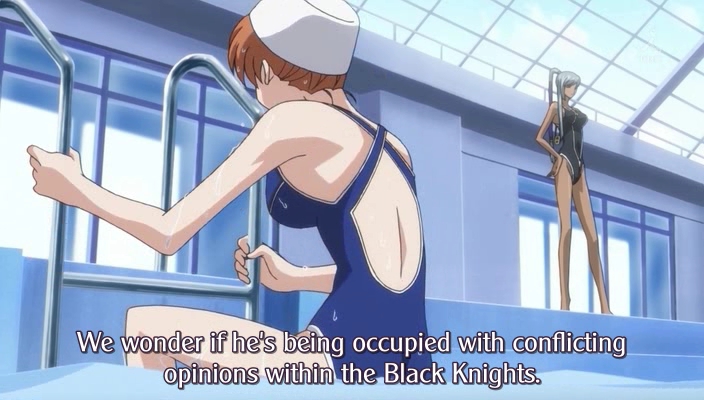 We wonder if he's being occupied with conflicting
opinions within the Black Knights.